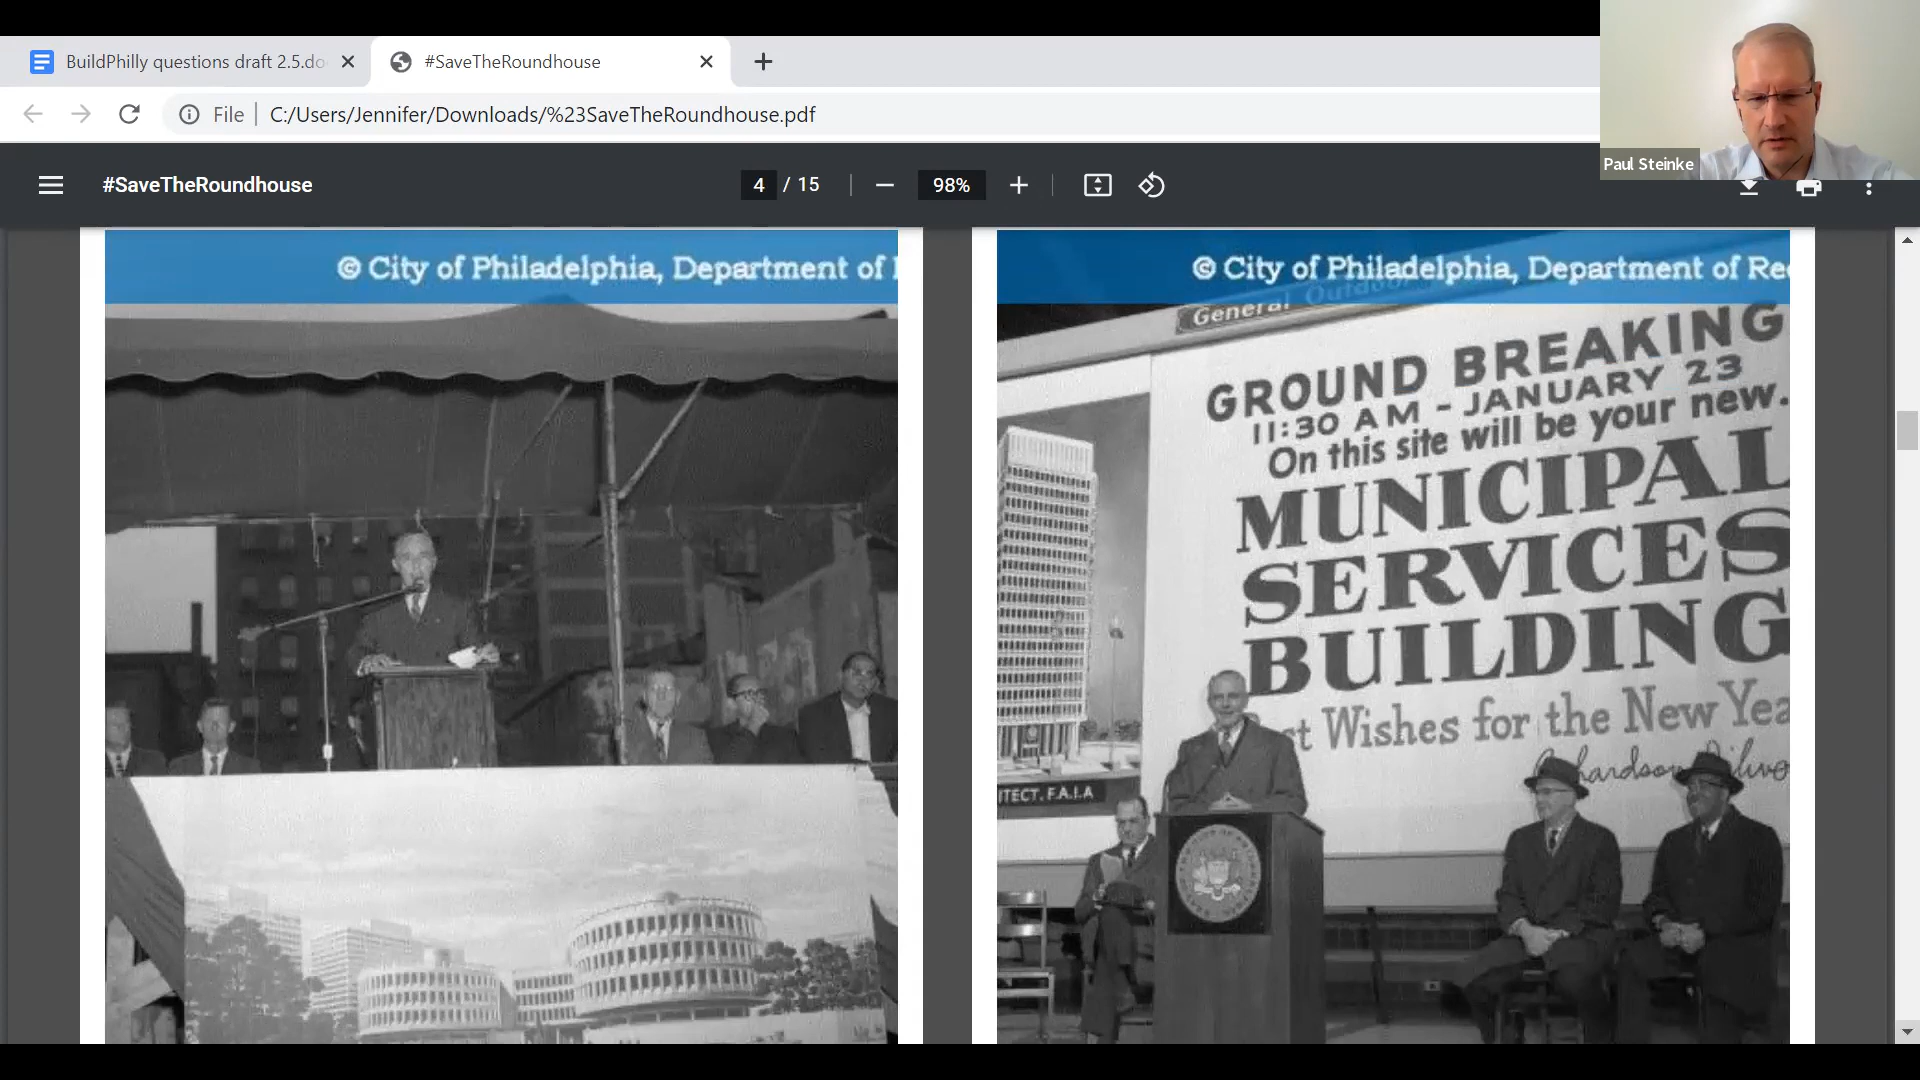 BuildPhilly questions draft 2.5.do
#SaveTheRoundhouse
File
C:/Users/Jennifer/Downloads/%23SaveTheRoundhouse.pdf
Paul Steinke
#SaveTheRoundhouse
4 / 15
98%
© City of Philadelphia, Department of
© City of Philadelphia, Department of Re
General Outdoor
GROUND BREAKING
11:30 AM - JANUARY 23
On this site will be your new.
MUNICIPAL
SERVICES
BUILDING
st Wishes for the New Yea
ITECT, F.A.I.A